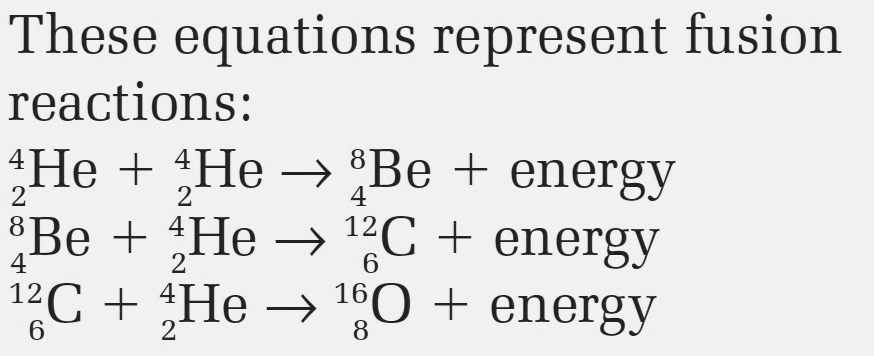 These equations represent fusion
reactions:
⁴₂He + ⁴₂He → ⁸₄Be + energy
⁸₄Be + ⁴₂He → ¹²₆C + energy
¹²₆C + ⁴₂He → ¹⁶₈O + energy